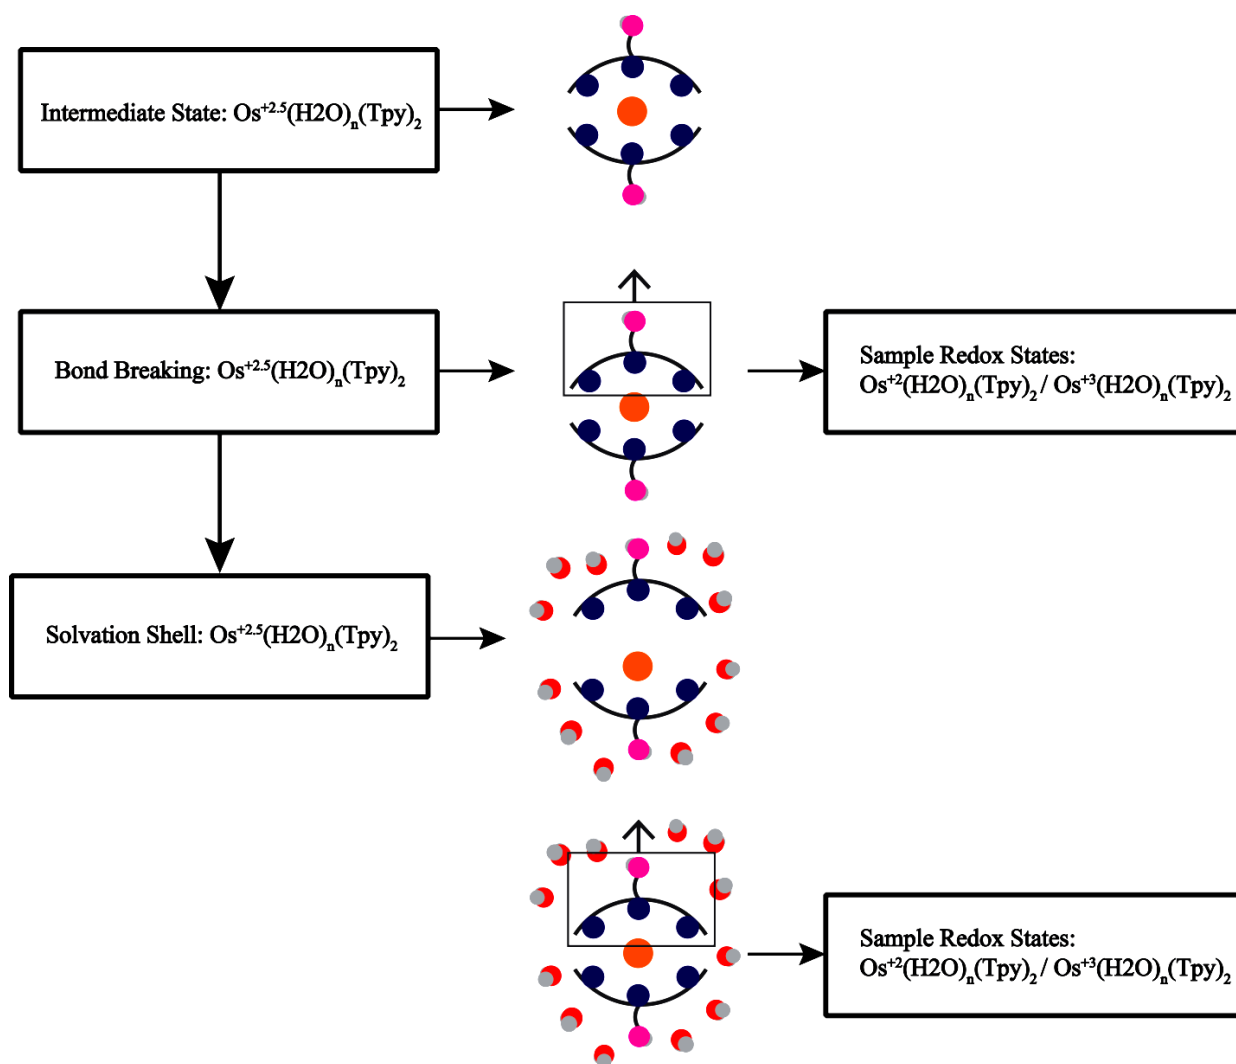 Intermediate State: Os⁺²·⁵(H2O)ₙ(Tpy)₂
Bond Breaking: Os⁺²·⁵(H2O)ₙ(Tpy)₂
Sample Redox States:
Os⁺²(H2O)ₙ(Tpy)₂ / Os⁺³(H2O)ₙ(Tpy)₂
Solvation Shell: Os⁺²·⁵(H2O)ₙ(Tpy)₂
Sample Redox States:
Os⁺²(H2O)ₙ(Tpy)₂ / Os⁺³(H2O)ₙ(Tpy)₂